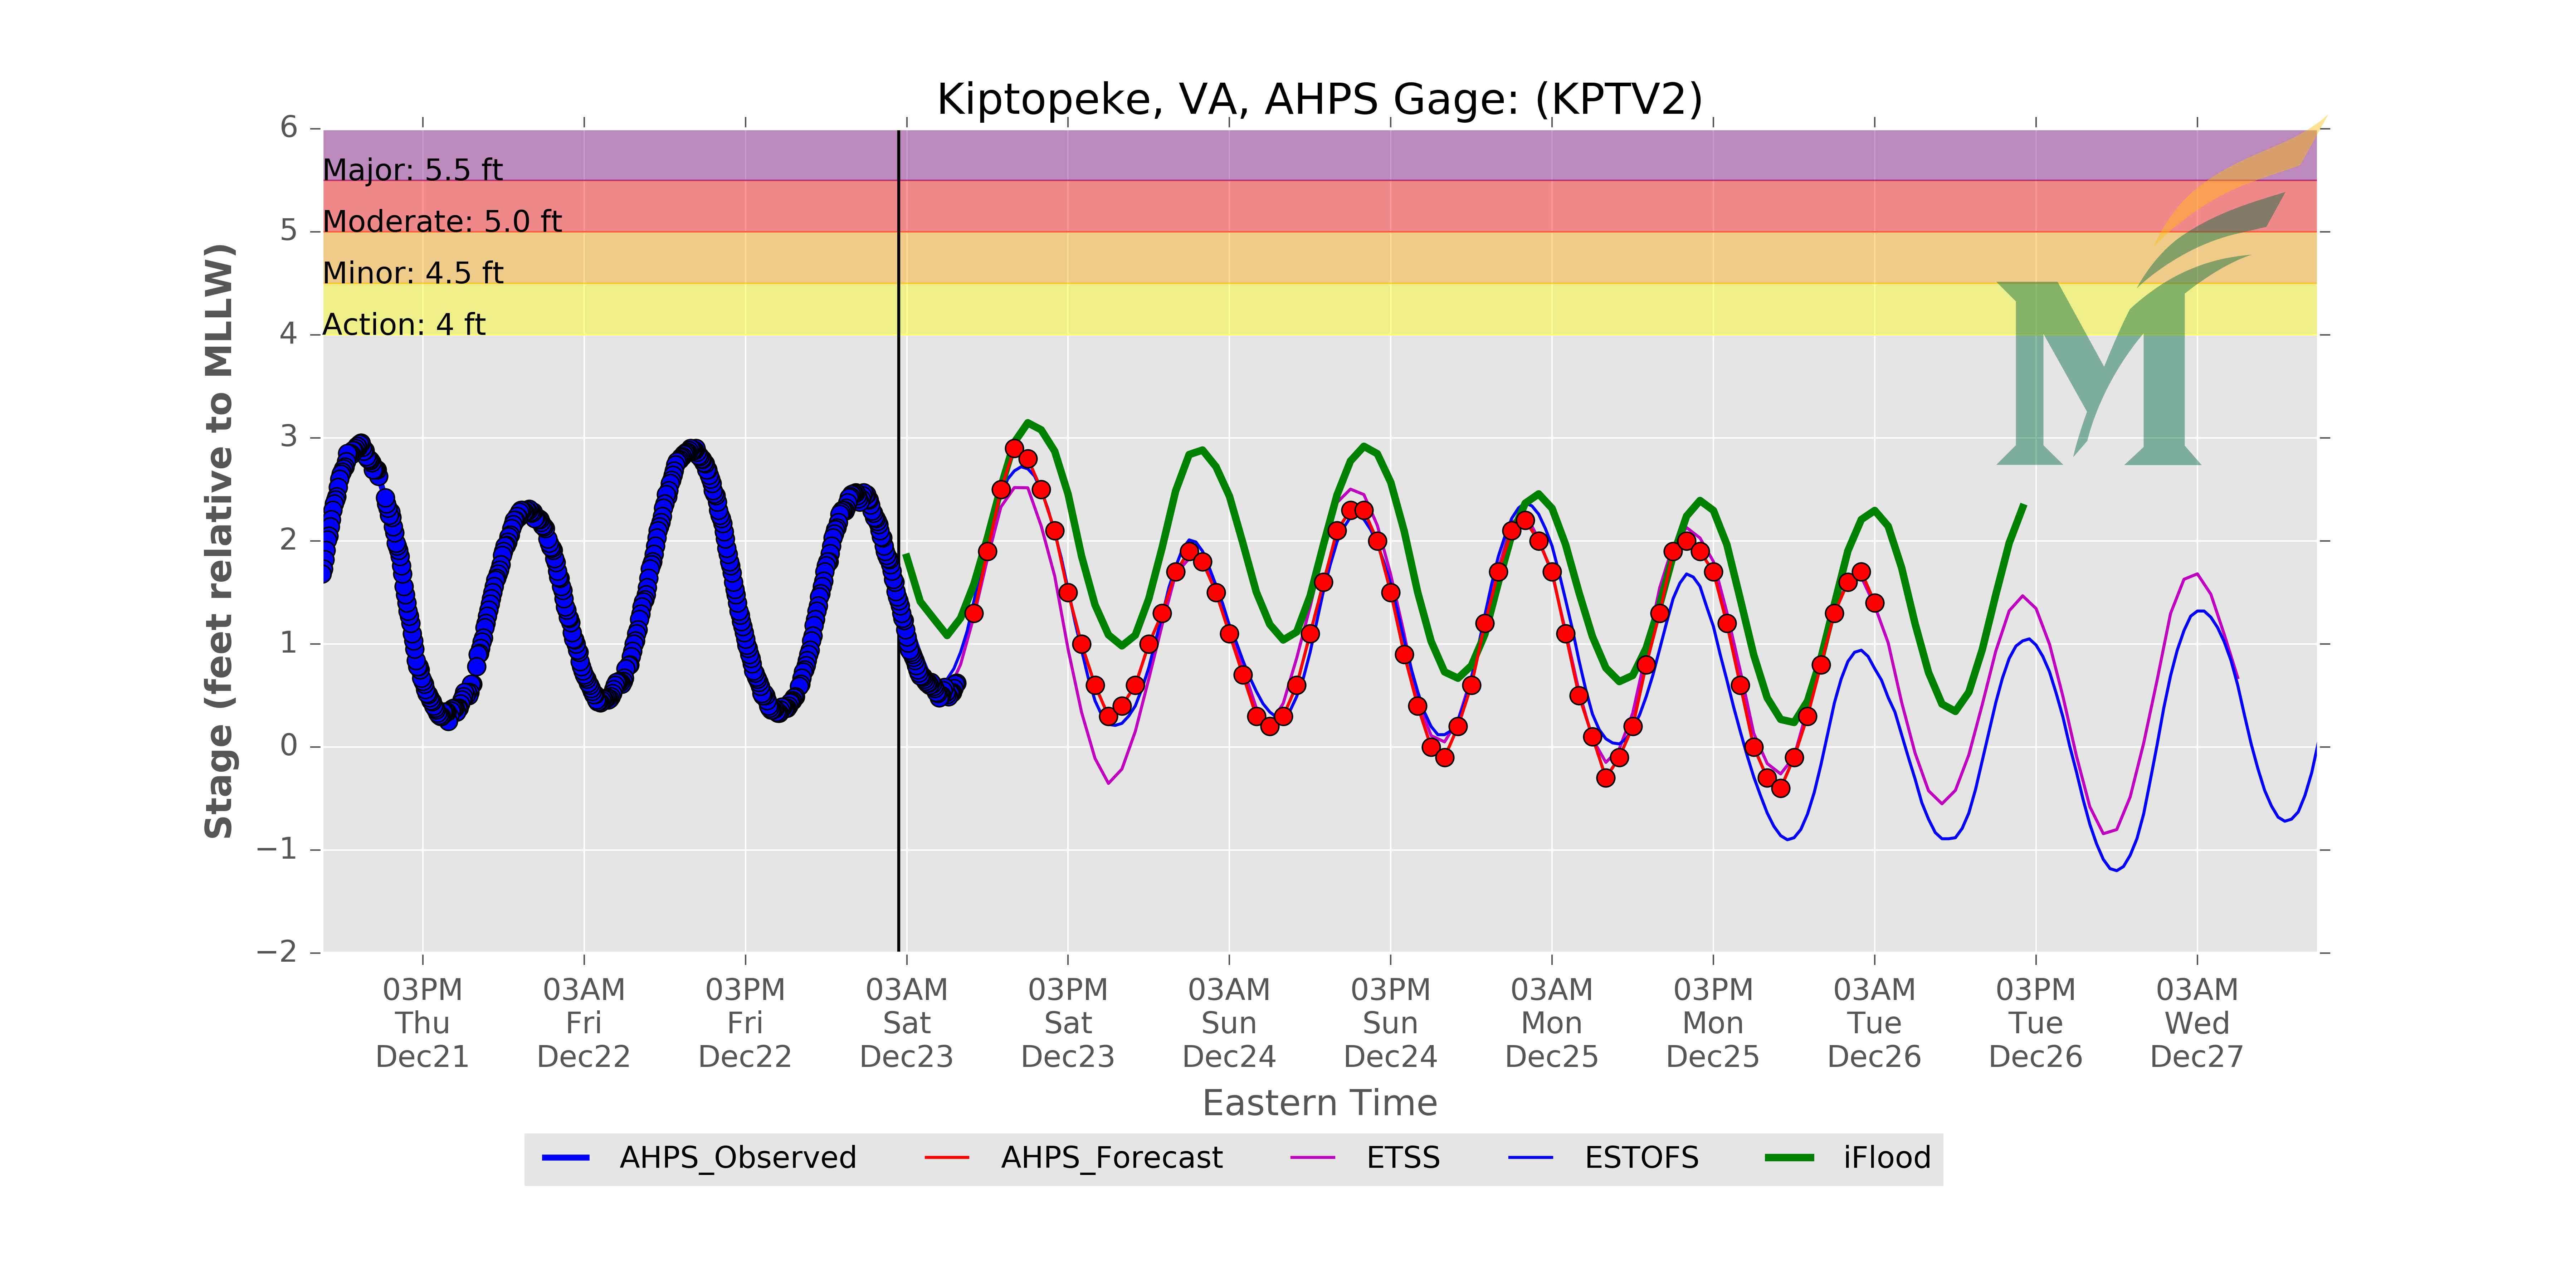 Kiptopeke, VA, AHPS Gage: (KPTV2)
Stage (feet relative to MLLW)
6
5
4
3
2
1
0
−1
−2
Major: 5.5 ft
Moderate: 5.0 ft
Minor: 4.5 ft
Action: 4 ft
M
03PM 03AM 03PM 03AM 03PM 03AM 03PM 03AM 03PM 03AM 03PM 03AM
Thu Fri Fri Sat Sat Sun Sun Mon Mon Tue Tue Wed
Dec21 Dec22 Dec22 Dec23 Dec23 Dec24 Dec24 Dec25 Dec25 Dec26 Dec26 Dec27
Eastern Time
AHPS_Observed AHPS_Forecast ETSS ESTOFS iFlood